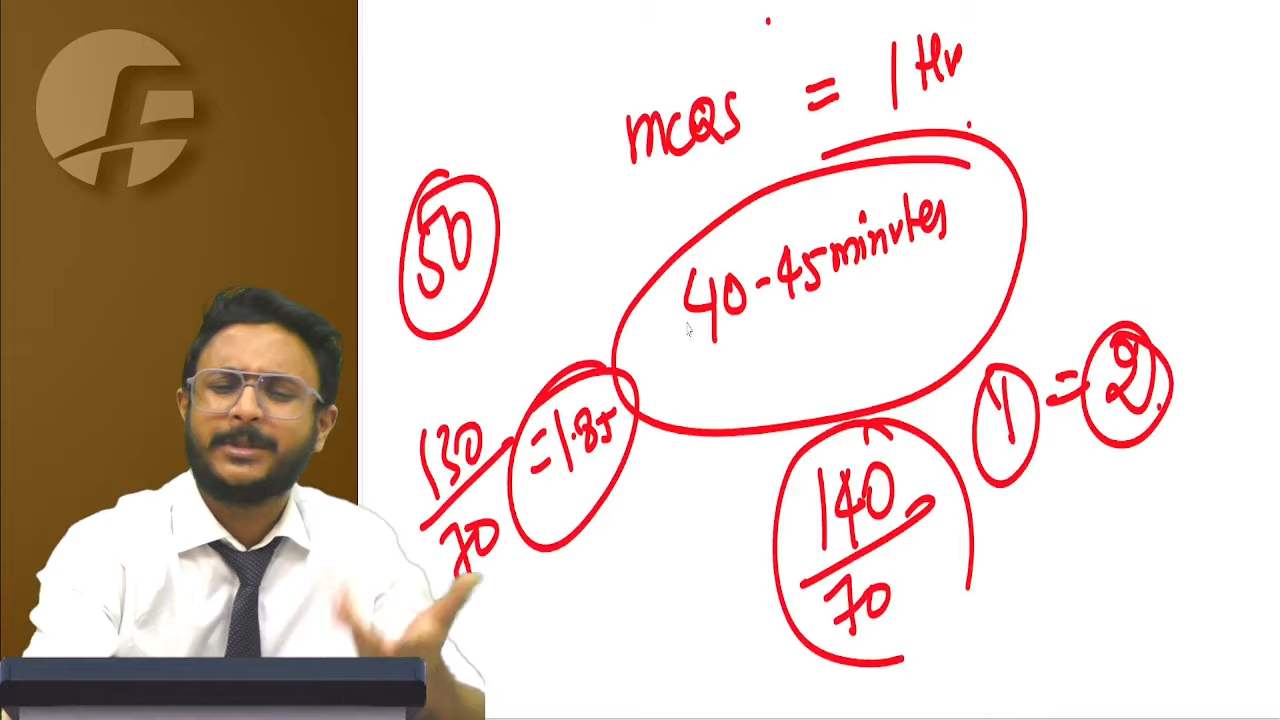 MCQS = 1 Hr
50
40-45 minutes
1 = 2
130/70 = 1.85
140/70